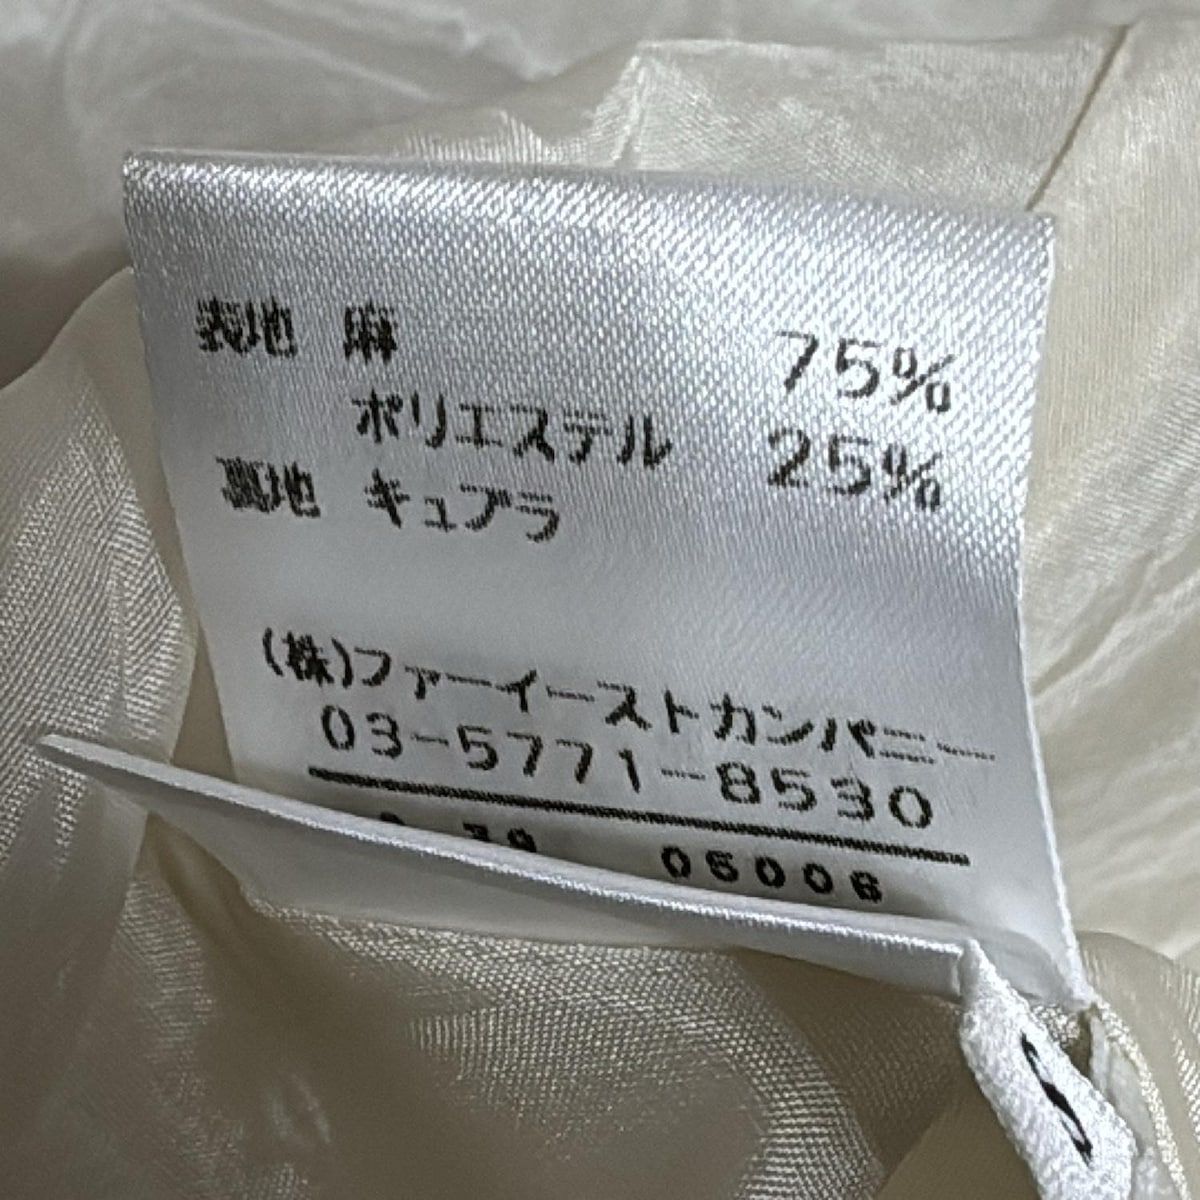 表地 麻 75%
ポリエステル 25%
裏地 キュプラ
(株)ファーイーストカンパニー
03-5771-8530
05006